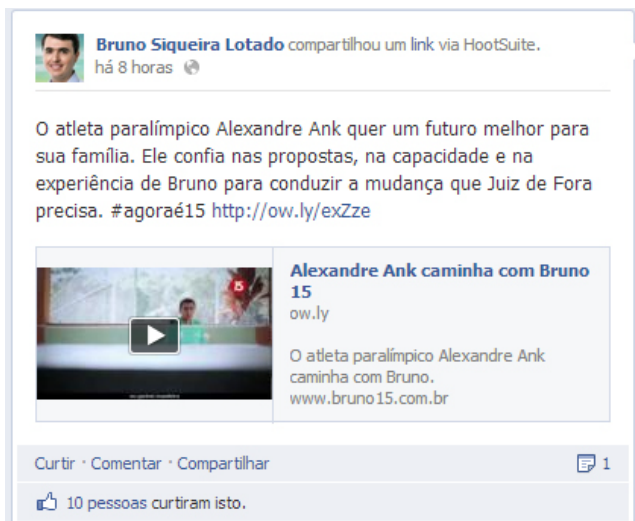 Bruno Siqueira Lotado compartilhou um link via HootSuite.
há 8 horas
O atleta paralímpico Alexandre Ank quer um futuro melhor para
sua família. Ele confia nas propostas, na capacidade e na
experiência de Bruno para conduzir a mudança que Juiz de Fora
precisa. #agoraé15 http://ow.ly/exZze
15
Alexandre Ank caminha com Bruno
15
ow.ly
O atleta paralímpico Alexandre Ank
caminha com Bruno.
www.bruno15.com.br
Curtir · Comentar · Compartilhar 1
10 pessoas curtiram isto.